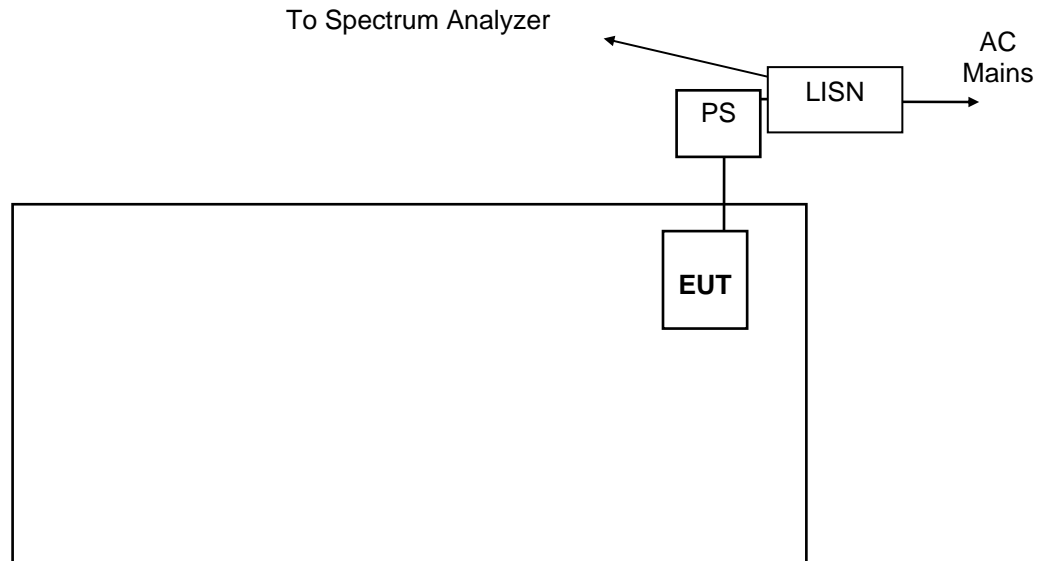 To Spectrum Analyzer
AC
Mains
LISN
PS
EUT